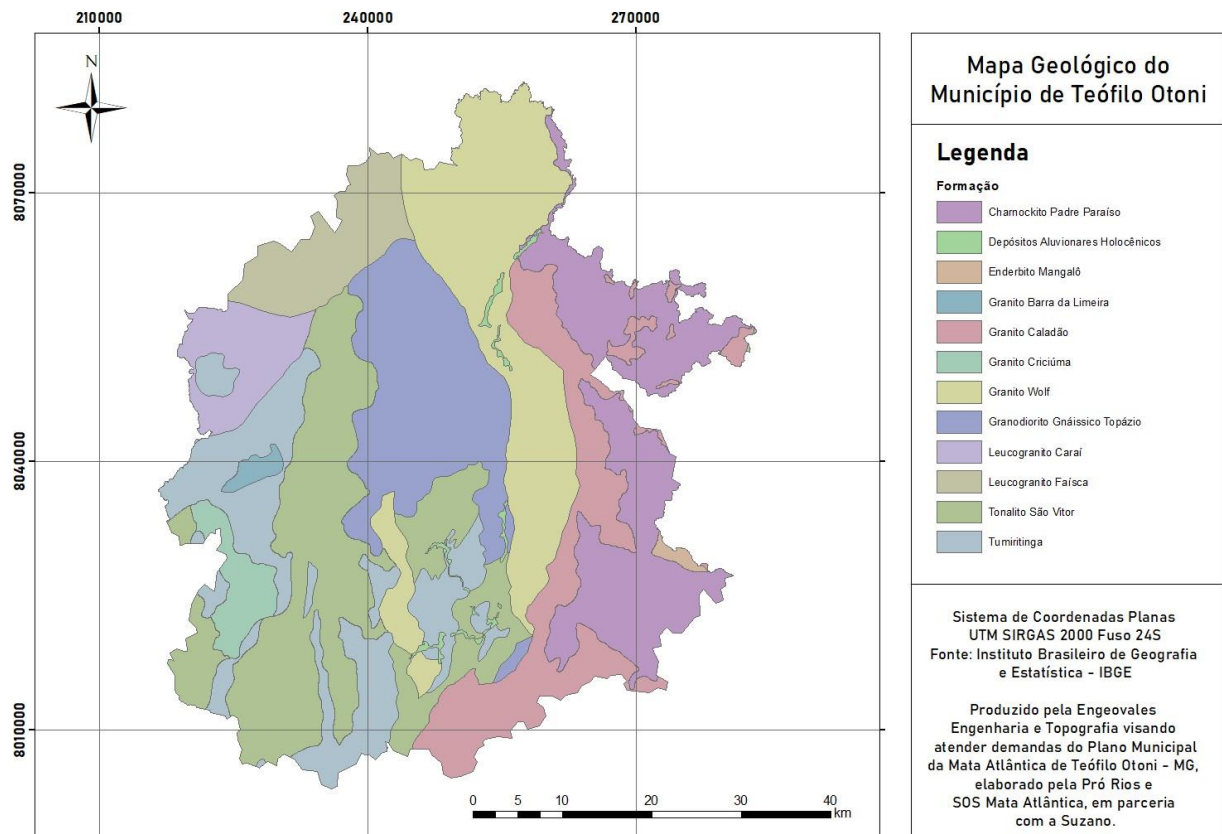 210000
240000
270000
N
8070000
8040000
8010000
0
5
10
20
30
40
km
Mapa Geológico do
Município de Teófilo Otoni
Legenda
Formação
Charnockito Padre Paraíso
Depósitos Aluvionares Holocênicos
Enderbito Mangalô
Granito Barra da Limeira
Granito Caladão
Granito Criciúma
Granito Wolf
Granodiorito Gnáissico Topázio
Leucogranito Caraí
Leucogranito Faísca
Tonalito São Vitor
Tumiritinga
Sistema de Coordenadas Planas
UTM SIRGAS 2000 Fuso 24S
Fonte: Instituto Brasileiro de Geografia
e Estatística - IBGE
Produzido pela Engeovales
Engenharia e Topografia visando
atender demandas do Plano Municipal
da Mata Atlântica de Teófilo Otoni - MG,
elaborado pela Pró Rios e
SOS Mata Atlântica, em parceria
com a Suzano.